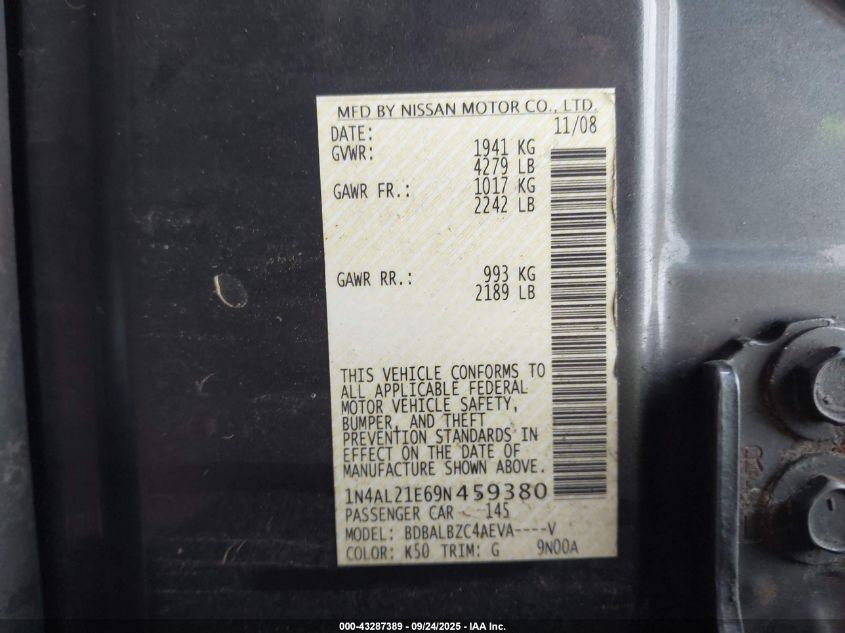 MFD BY NISSAN MOTOR CO., LTD.
DATE: 11/08
GVWR: 1941 KG
4279 LB
GAWR FR.: 1017 KG
2242 LB
GAWR RR.: 993 KG
2189 LB
THIS VEHICLE CONFORMS TO
ALL APPLICABLE FEDERAL
MOTOR VEHICLE SAFETY,
BUMPER, AND THEFT
PREVENTION STANDARDS IN
EFFECT ON THE DATE OF
MANUFACTURE SHOWN ABOVE.
1N4AL21E69N459380
PASSENGER CAR 145
MODEL: BDBALBZC4AEVA----V
COLOR: K50 TRIM: G 9N00A
000-43287389 - 09/24/2025 - IAA Inc.